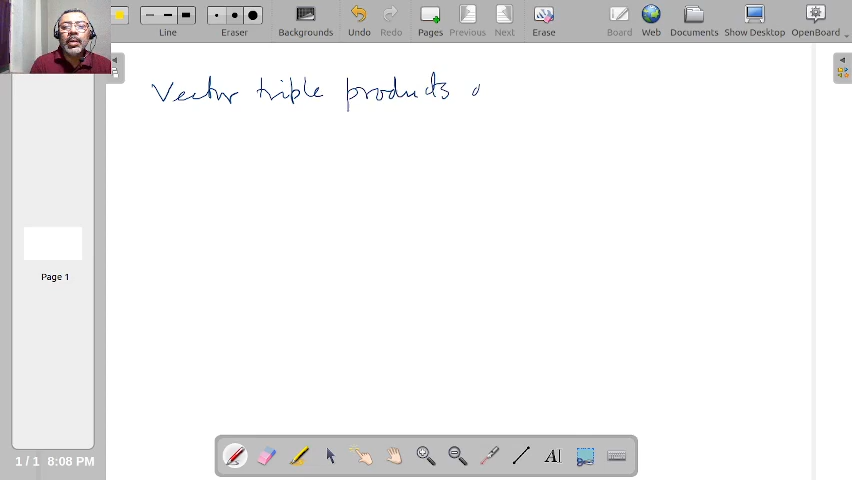 Line
Eraser
Backgrounds
Undo
Redo
Pages
Previous
Next
Erase
Board
Web
Documents
Show Desktop
OpenBoard
Vector triple products
Page 1
1 / 1 8:08 PM
AI